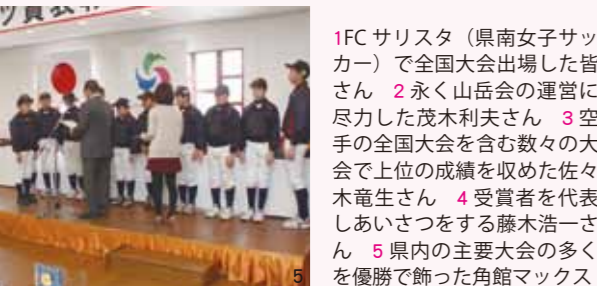 ツ賞会
5
1FC サリスタ（県南女子サッ
カー）で全国大会出場した皆
さん　2 永く山岳会の運営に
尽力した茂木利夫さん　3 空
手の全国大会を含む数々の大
会で上位の成績を収めた佐々
木竜生さん　4 受賞者を代表
しあいさつをする藤木浩一さ
ん　5 県内の主要大会の多く
を優勝で飾った角館マックス